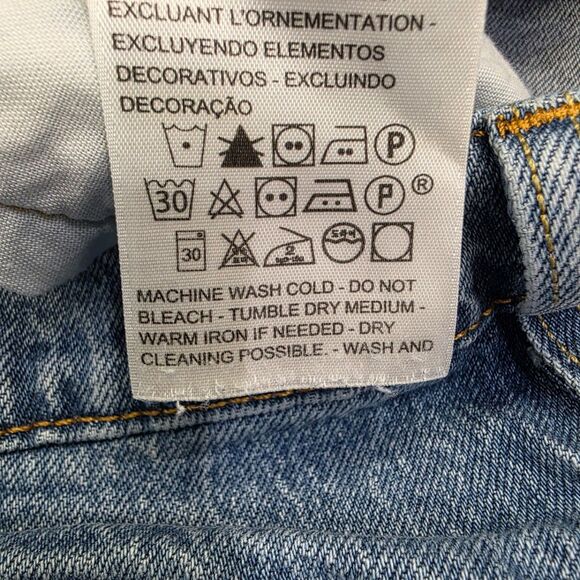 EXCLUANT L'ORNEMENTATION -
EXCLUYENDO ELEMENTOS
DECORATIVOS - EXCLUINDO
DECORAÇÃO
P
30 P ®
30 2
MACHINE WASH COLD - DO NOT
BLEACH - TUMBLE DRY MEDIUM -
WARM IRON IF NEEDED - DRY
CLEANING POSSIBLE. - WASH AND